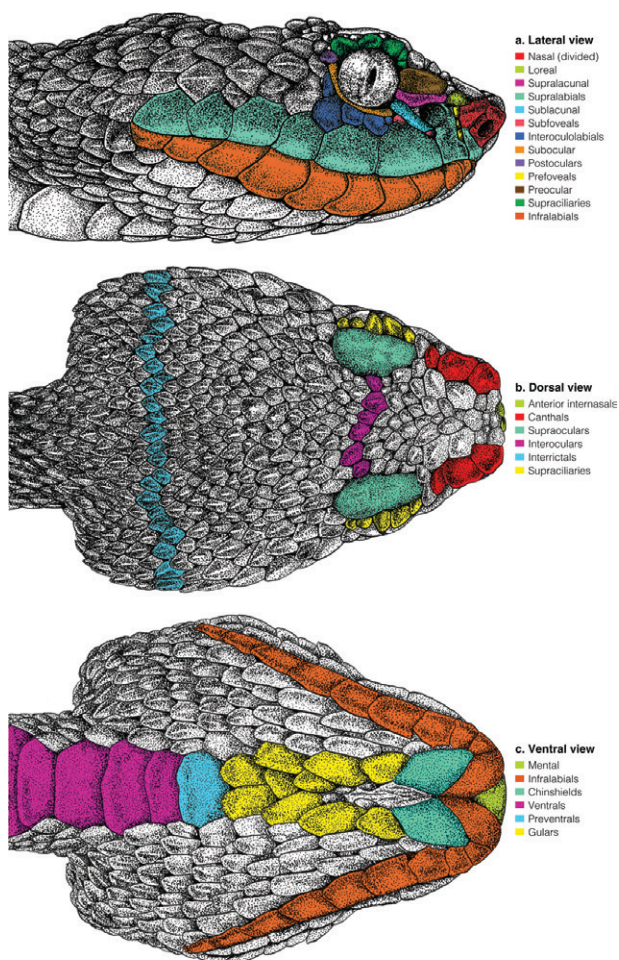 a. Lateral view
Nasal (divided)
Loreal
Supralacunal
Supralabials
Sublacunal
Subfoveals
Interoculolabials
Subocular
Postoculars
Prefoveals
Preocular
Supraciliaries
Infralabials
b. Dorsal view
Anterior internasals
Canthals
Supraoculars
Interoculars
Interrictals
Supraciliaries
c. Ventral view
Mental
Infralabials
Chinshields
Ventrals
Preventrals
Gulars